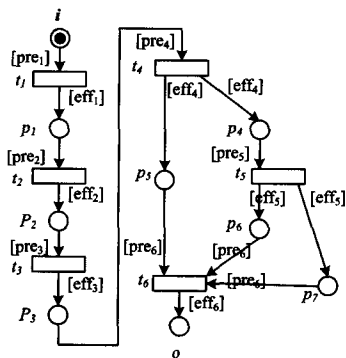 i
[pre₁]
t₁
[eff₁]
p₁
[pre₂]
t₂
[eff₂]
P₂
[pre₃]
t₃
[eff₃]
P₃
[pre₄]
t₄
[eff₄]
[eff₄]
p₄
[pre₅]
p₅
t₅
[eff₅]
[eff₅]
p₆
[pre₆]
[pre₆]
t₆
[pre₆]
p₇
[eff₆]
o